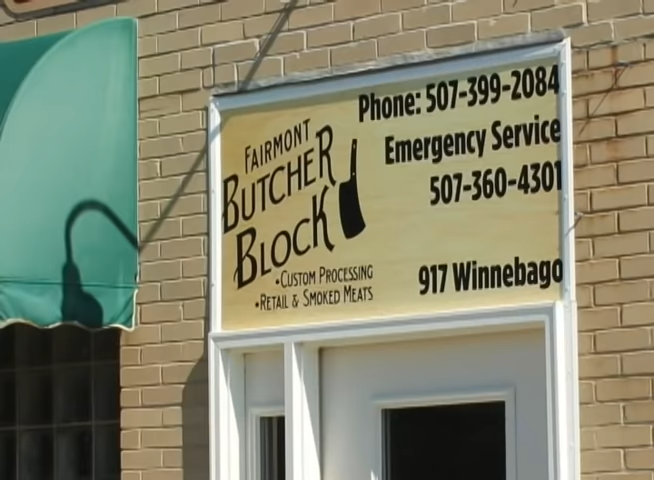 FAIRMONT
BUTCHER
BLOCK
•CUSTOM PROCESSING
•RETAIL & SMOKED MEATS
Phone: 507-399-2084
Emergency Service
507-360-4301
917 Winnebago